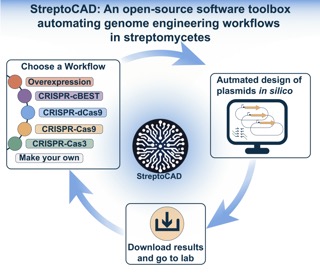 StreptoCAD: An open-source software toolbox
automating genome engineering workflows
in streptomycetes
Choose a Workflow
Overexpression
CRISPR-cBEST
CRISPR-dCas9
CRISPR-Cas9
CRISPR-Cas3
Make your own
Autmated design of
plasmids in silico
StreptoCAD
Download results
and go to lab